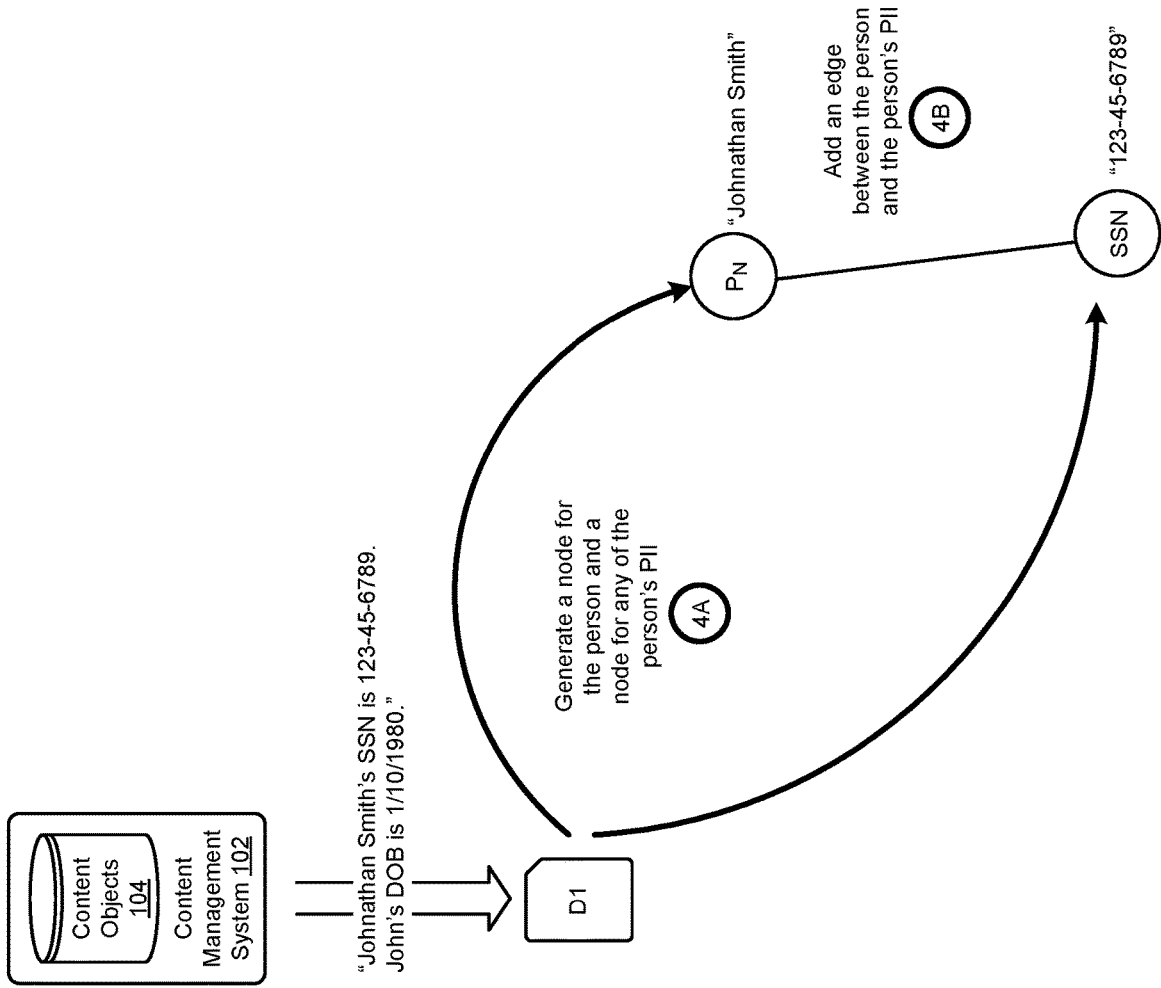 Content
Objects
104
Content
Management
System 102
“Johnathan Smith’s SSN is 123-45-6789.
John’s DOB is 1/10/1980.”
D1
Generate a node for
the person and a
node for any of the
person’s PII
4A
PN
“Johnathan Smith”
Add an edge
between the person
and the person’s PII
4B
SSN
“123-45-6789”